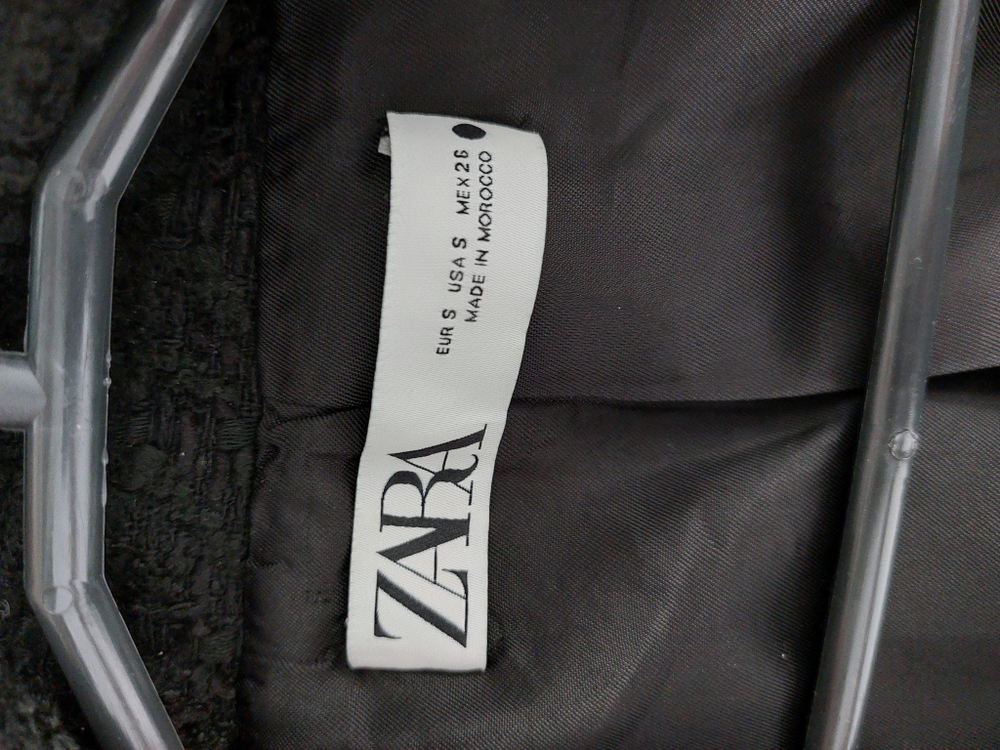 ZARA
EUR S USA S MEX 26
MADE IN MOROCCO